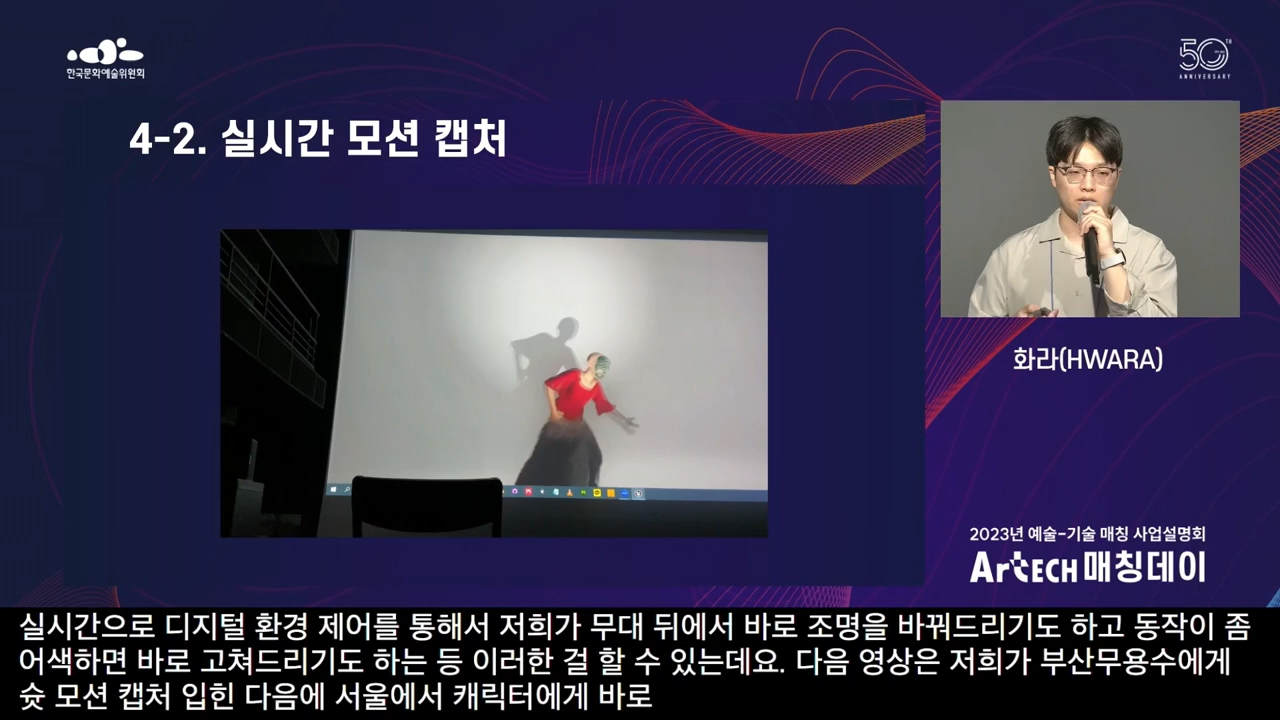 한국문화예술위원회
50TH
ANNIVERSARY
4-2. 실시간 모션 캡처
화라(HWARA)
2023년 예술-기술 매칭 사업설명회
ArtECH 매칭데이
실시간으로 디지털 환경 제어를 통해서 저희가 무대 뒤에서 바로 조명을 바꿔드리기도 하고 동작이 좀
어색하면 바로 고쳐드리기도 하는 등 이러한 걸 할 수 있는데요. 다음 영상은 저희가 부산무용수에게
슛 모션 캡처 입힌 다음에 서울에서 캐릭터에게 바로